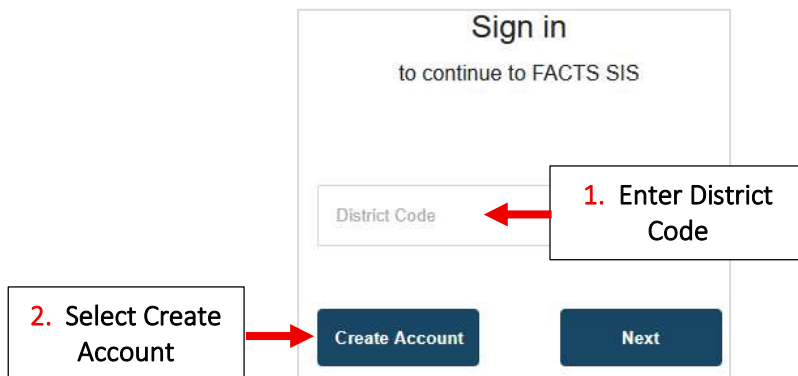 Sign in
to continue to FACTS SIS
District Code
1. Enter District
Code
2. Select Create
Account
Create Account
Next